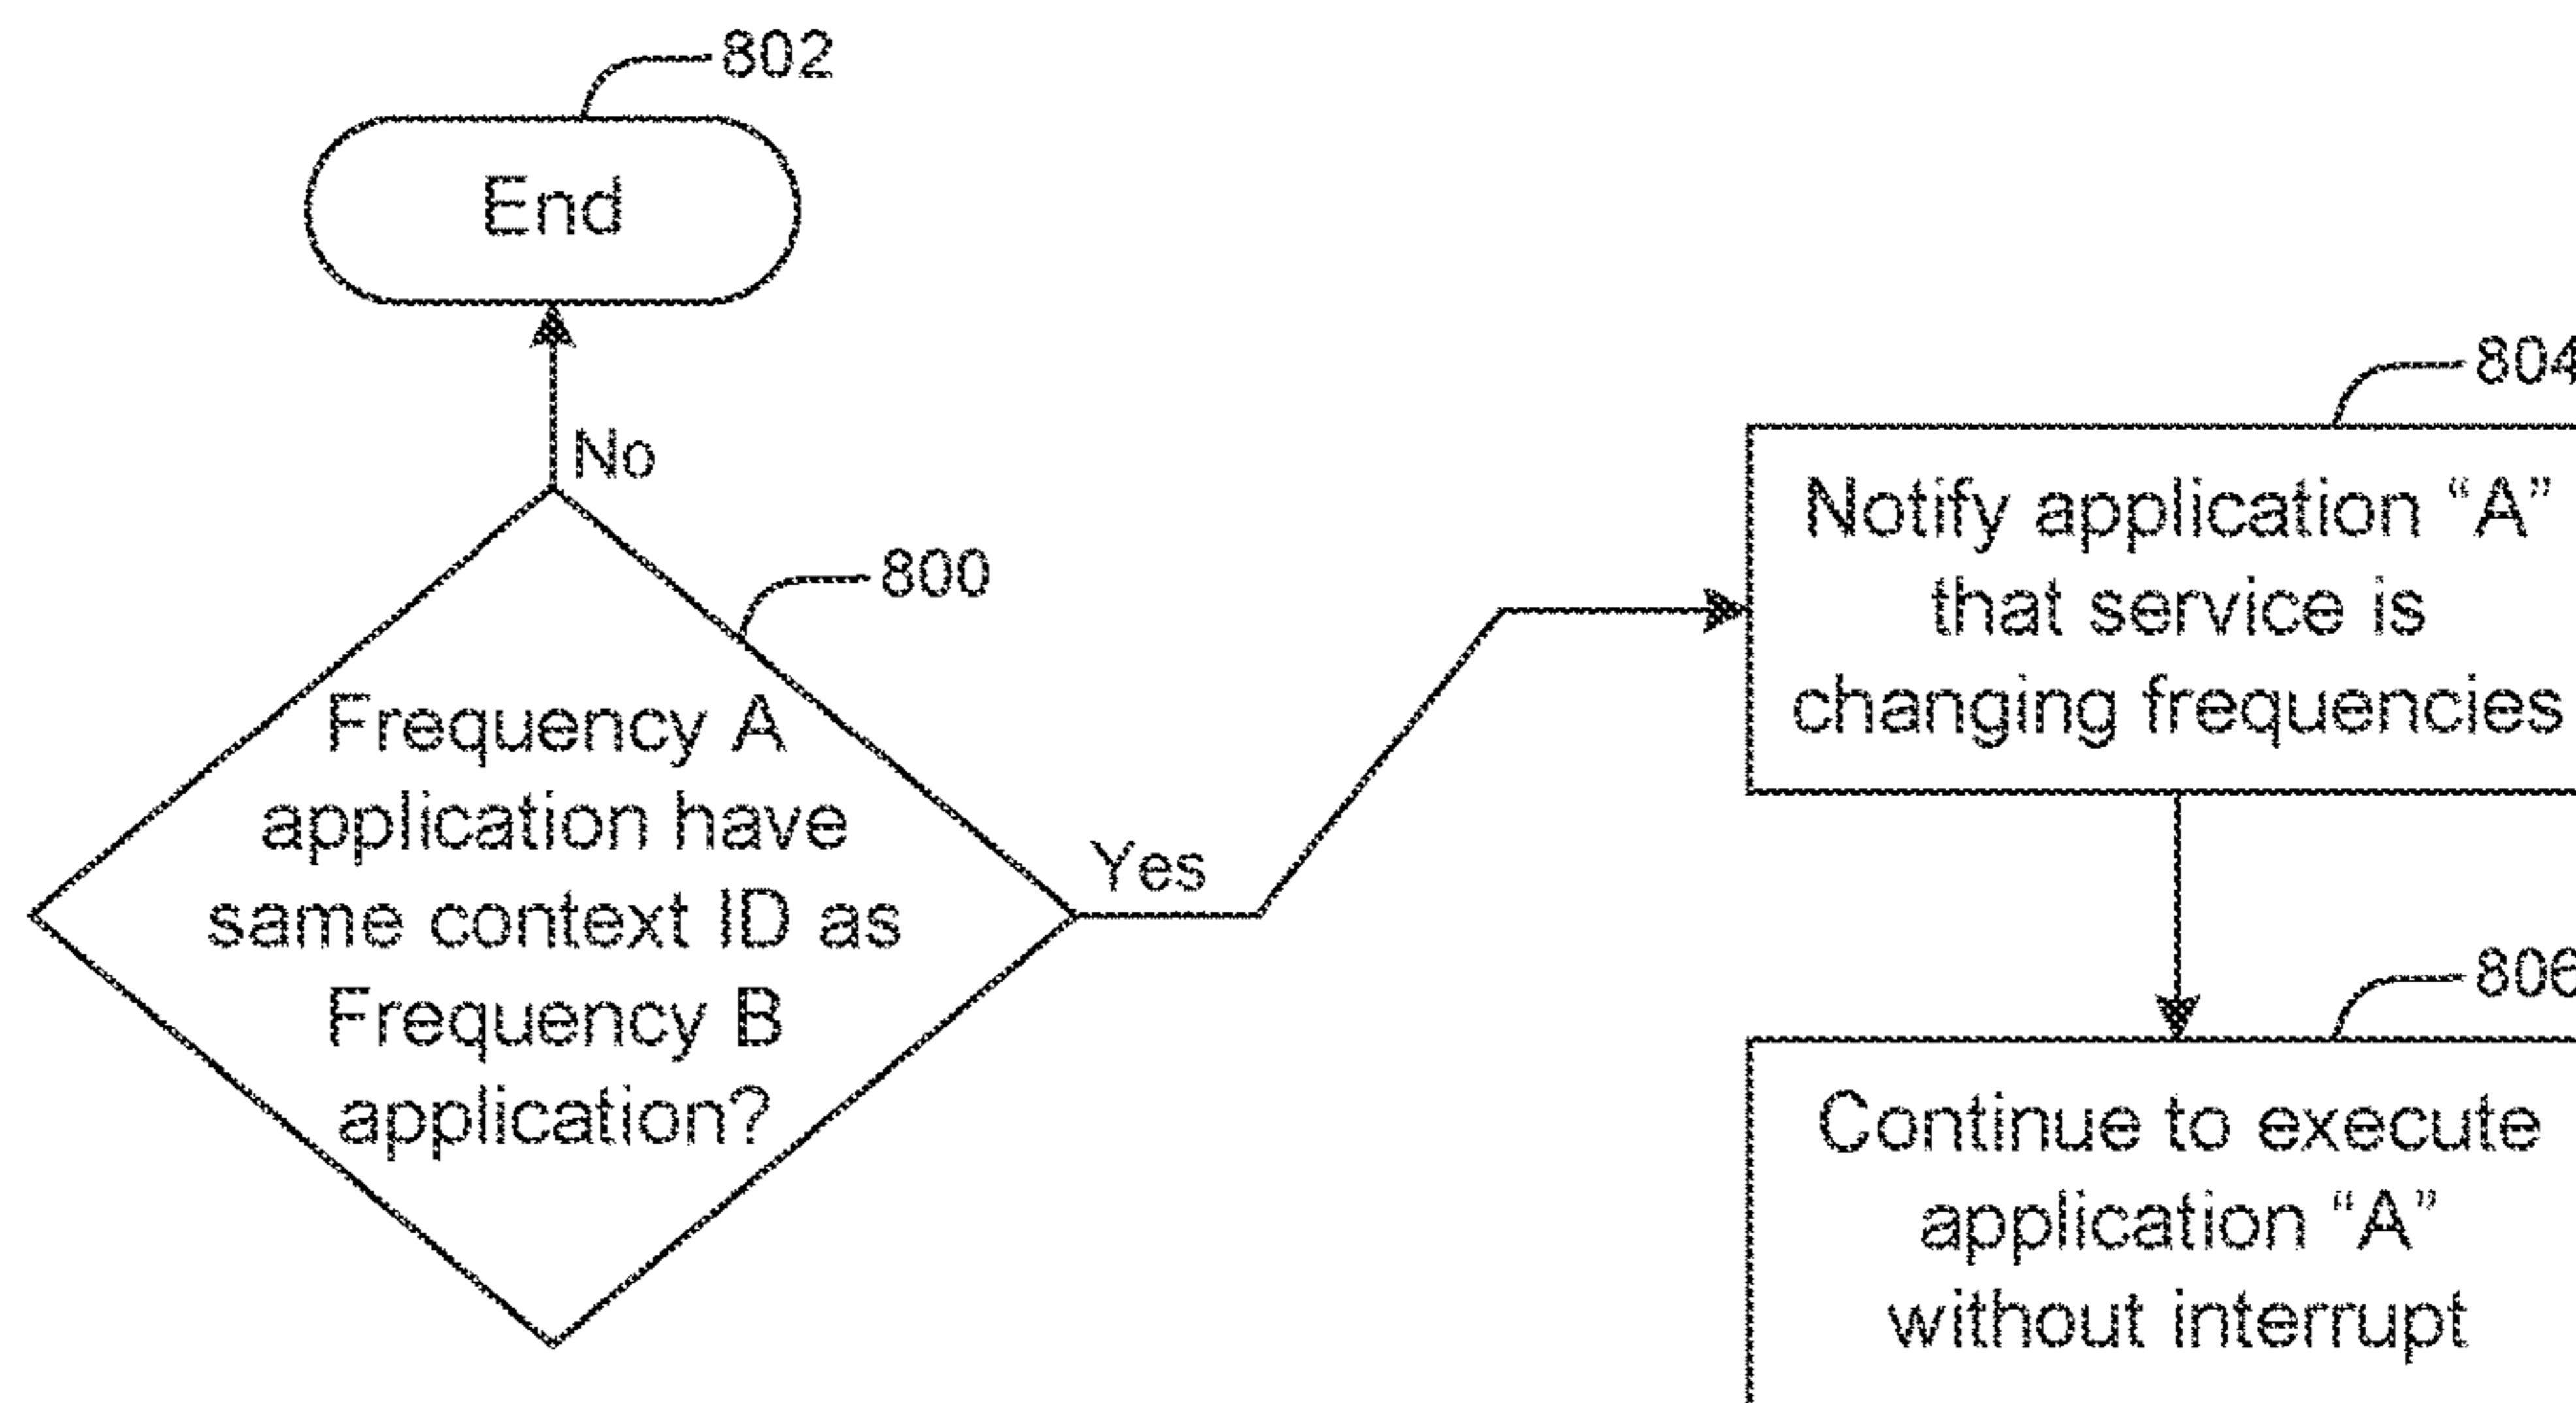 802
End
No
800
Frequency A
application have
same context ID as
Frequency B
application?
Yes
804
Notify application “A”
that service is
changing frequencies
806
Continue to execute
application “A”
without interrupt